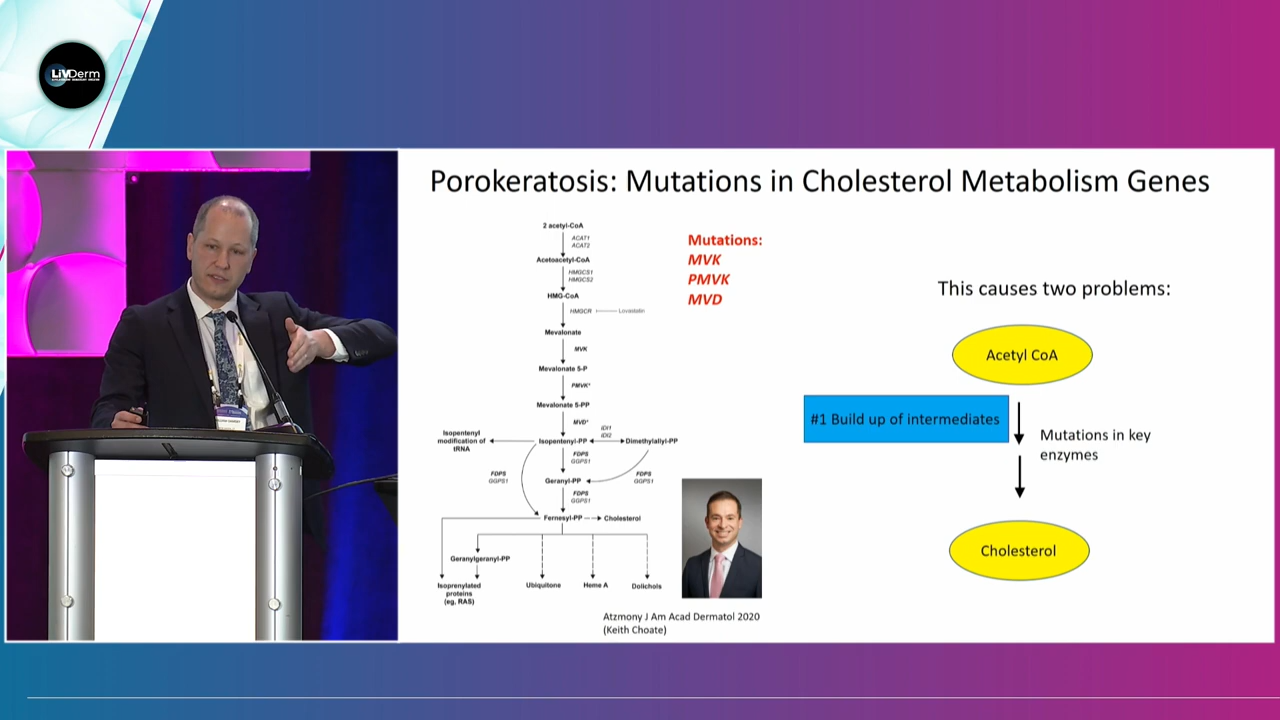 LiVDerm
Porokeratosis: Mutations in Cholesterol Metabolism Genes
2 acetyl-CoA
ACAT1
ACAT2
Acetoacetyl-CoA
HMGCS1
HMGCS2
HMG-CoA
HMGCR
Lovastatin
Mevalonate
MVK
Mevalonate 5-P
PMVK*
Mevalonate 5-PP
MVD*
IDI1
IDI2
Isopentenyl
modification of
tRNA
Isopentenyl-PP
Dimethylallyl-PP
FDPS
GGPS1
FDPS
GGPS1
FDPS
GGPS1
Geranyl-PP
FDPS
GGPS1
Fernesyl-PP
Cholesterol
Geranylgeranyl-PP
Isoprenylated
proteins
(eg, RAS)
Ubiquitone
Heme A
Dolichols
Mutations:
MVK
PMVK
MVD
Atzmony J Am Acad Dermatol 2020
(Keith Choate)
This causes two problems:
Acetyl CoA
#1 Build up of intermediates
Mutations in key
enzymes
Cholesterol